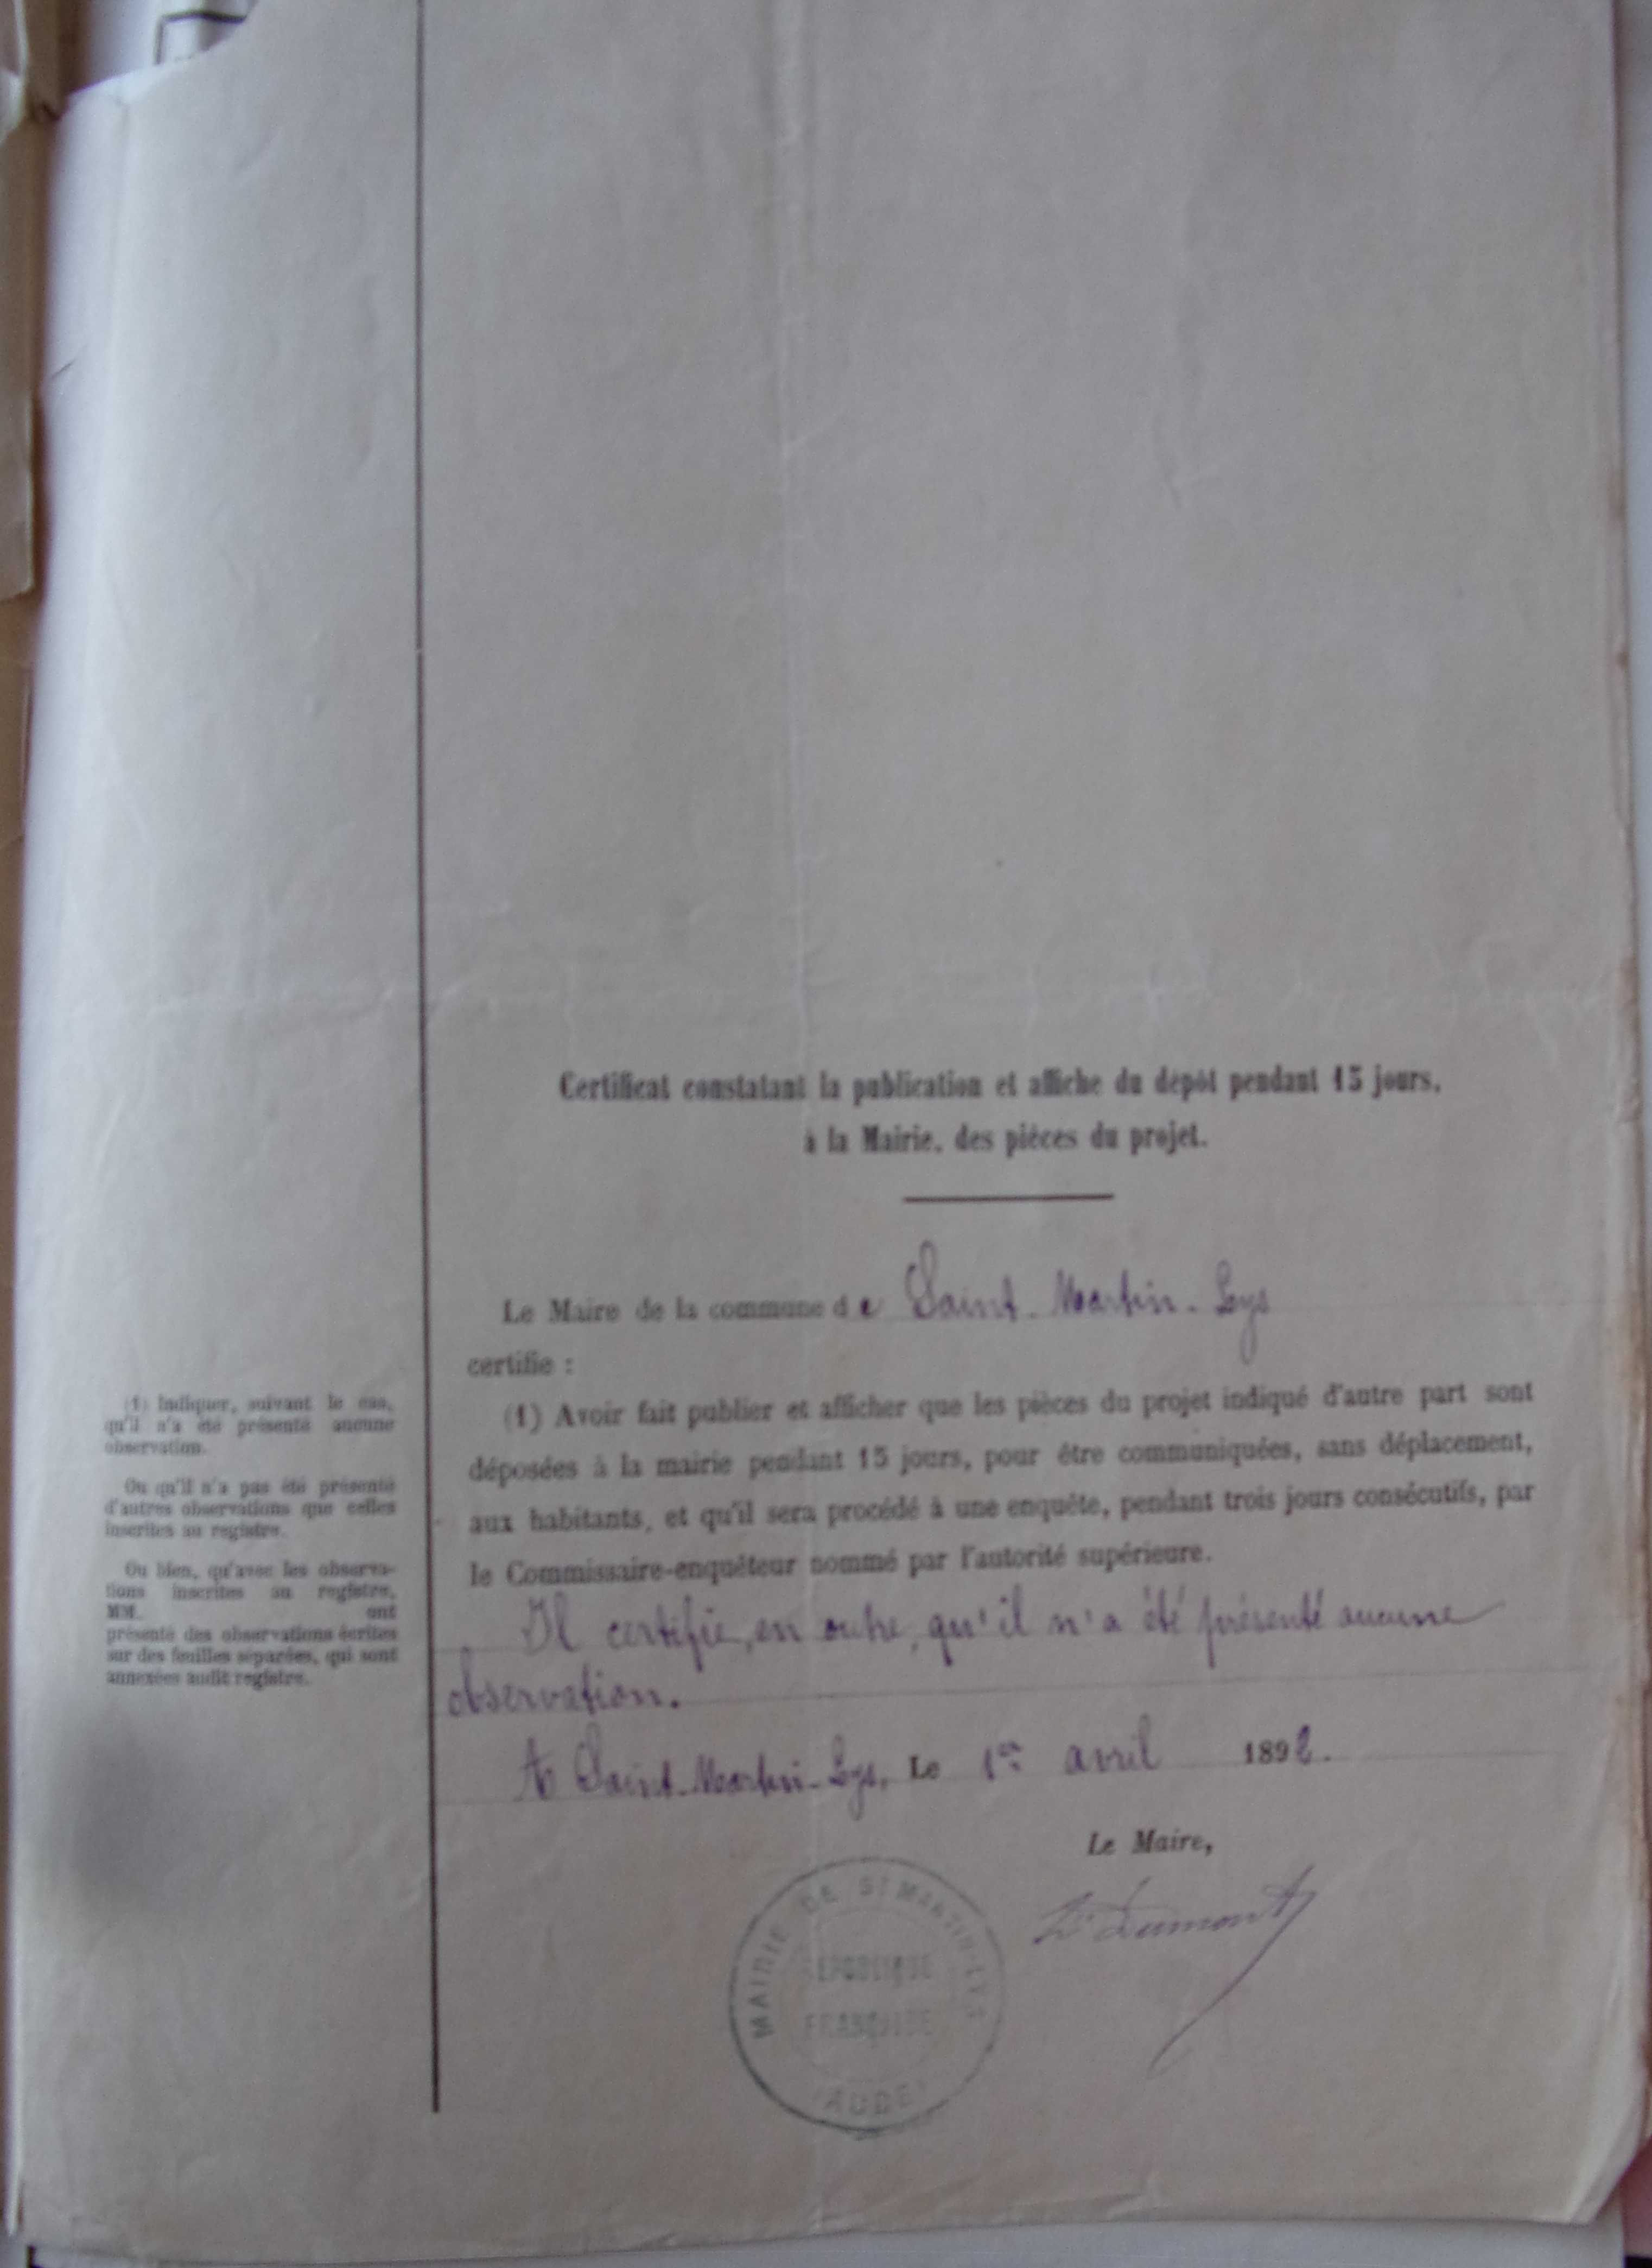 Certificat constatant la publication et affiche du dépôt pendant 15 jours,
à la Mairie, des pièces du projet.
Le Maire de la commune de Saint-Martin-Lys
certifie :
(1) Avoir fait publier et afficher que les pièces du projet indiqué d'autre part sont
déposées à la mairie pendant 15 jours, pour être communiquées, sans déplacement,
aux habitants, et qu'il sera procédé à une enquête, pendant trois jours consécutifs, par
le Commissaire-enquêteur nommé par l'autorité supérieure.
Il certifie, en outre, qu'il n'a été présenté aucune
observation.
A Saint-Martin-Lys, Le 1er avril 1892.
Le Maire,
Dumont
MAIRIE DE ST MARTIN-LYS
REPUBLIQUE
FRANÇAISE
AUDE
(1) Indiquer, suivant le cas,
qu'il n'a été présenté aucune
observation.
Ou qu'il n'a pas été présenté
d'autres observations que celles
inscrites au registre.
Ou bien, qu'avec les observa-
tions inscrites au registre,
MM. ont
présenté des observations écrites
sur des feuilles séparées, qui sont
annexées audit registre.